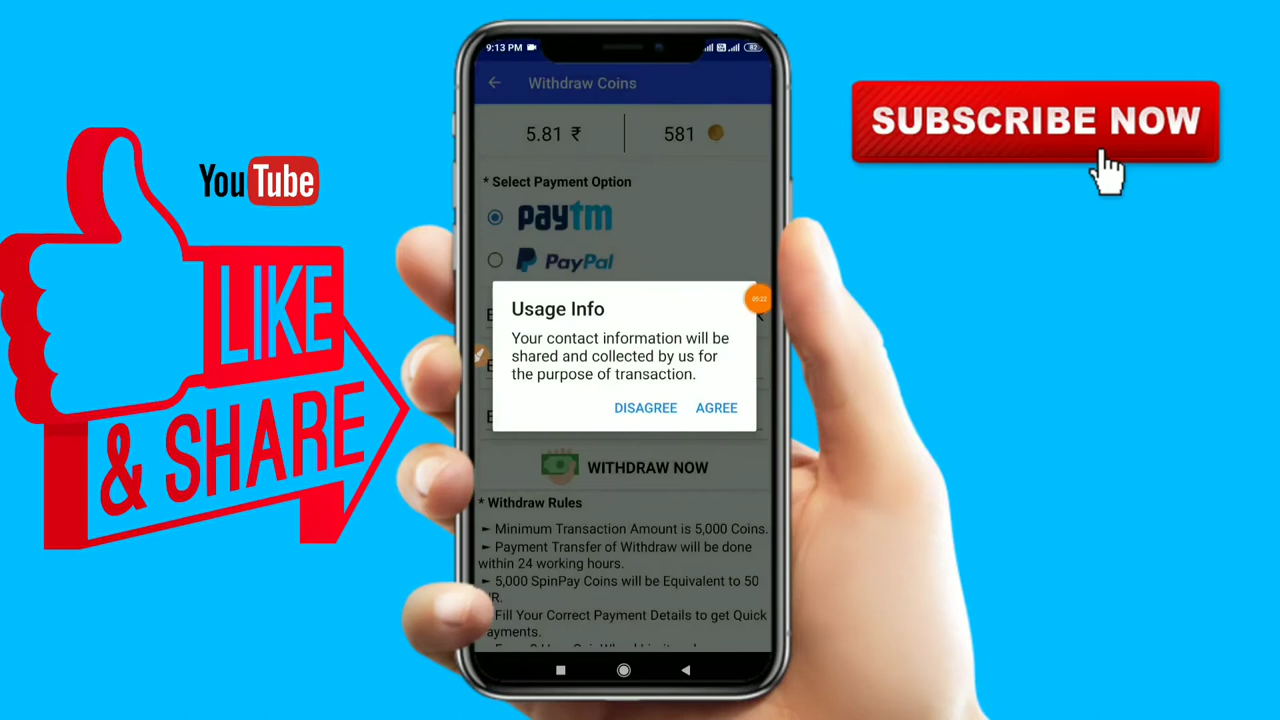 9:13 PM
82
Withdraw Coins
5.81 ₹
581
* Select Payment Option
paytm
PayPal
YouTube
SUBSCRIBE NOW
LIKE
& SHARE
00:22
Usage Info
Your contact information will be
shared and collected by us for
the purpose of transaction.
DISAGREE AGREE
WITHDRAW NOW
* Withdraw Rules
► Minimum Transaction Amount is 5,000 Coins.
► Payment Transfer of Withdraw will be done
within 24 working hours.
► 5,000 SpinPay Coins will be Equivalent to 50
Fill Your Correct Payment Details to get Quick